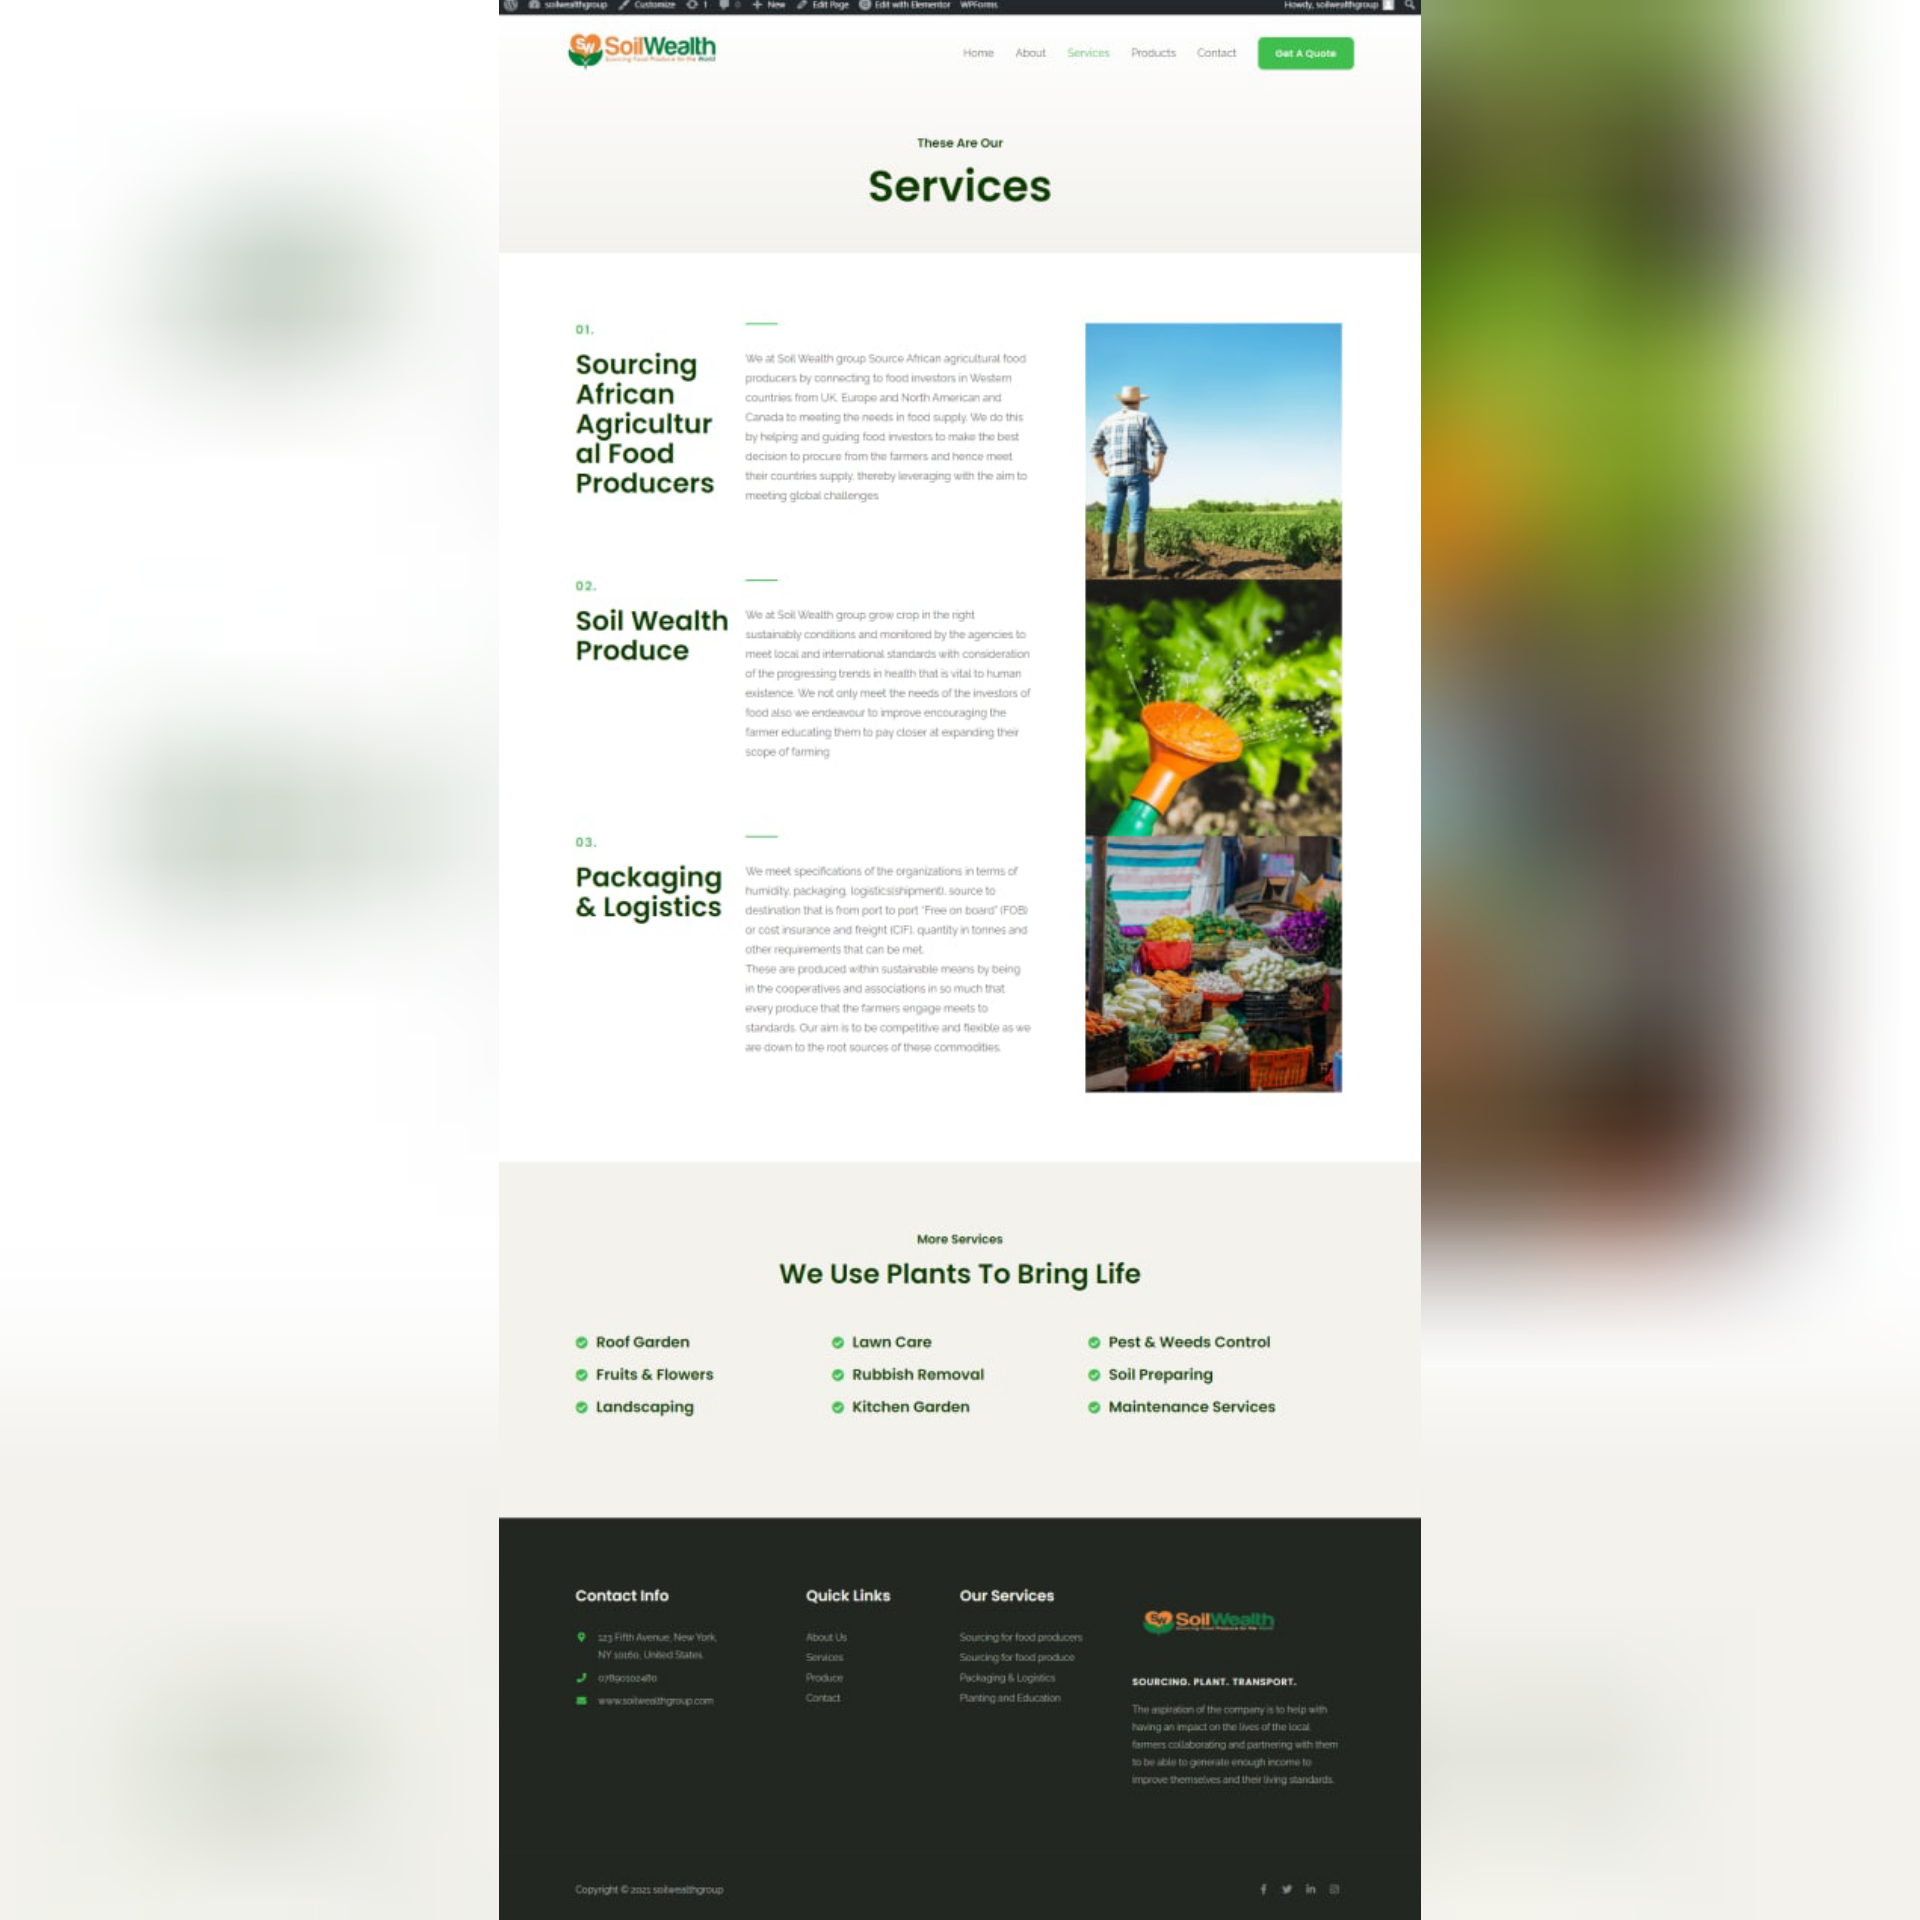 soilwealthgroup Customize 1 0 New Edit Page Edit with Elementor WPForms Howdy, soilwealthgroup
SW SoilWealth
Sourcing Food Produce for the World
Home About Services Products Contact Get A Quote
These Are Our
Services
01.
Sourcing
African
Agricultur
al Food
Producers
We at Soil Wealth group Source African agricultural food
producers by connecting to food investors in Western
countries from UK, Europe and North American and
Canada to meeting the needs in food supply. We do this
by helping and guiding food investors to make the best
decision to procure from the farmers and hence meet
their countries supply, thereby leveraging with the aim to
meeting global challenges
02.
Soil Wealth
Produce
We at Soil Wealth group grow crop in the right
sustainably conditions and monitored by the agencies to
meet local and international standards with consideration
of the progressing trends in health that is vital to human
existence. We not only meet the needs of the investors of
food also we endeavour to improve encouraging the
farmer educating them to pay closer at expanding their
scope of farming
03.
Packaging
& Logistics
We meet specifications of the organizations in terms of
humidity, packaging, logistics(shipment), source to
destination that is from port to port "Free on board" (FOB)
or cost insurance and freight (CIF), quantity in tonnes and
other requirements that can be met.
These are produced within sustainable means by being
in the cooperatives and associations in so much that
every produce that the farmers engage meets to
standards. Our aim is to be competitive and flexible as we
are down to the root sources of these commodities.
More Services
We Use Plants To Bring Life
Roof Garden
Fruits & Flowers
Landscaping
Lawn Care
Rubbish Removal
Kitchen Garden
Pest & Weeds Control
Soil Preparing
Maintenance Services
Contact Info
123 Fifth Avenue, New York,
NY 10160, United States.
07890102480
www.soilwealthgroup.com
Quick Links
About Us
Services
Produce
Contact
Our Services
Sourcing for food producers
Sourcing for food produce
Packaging & Logistics
Planting and Education
SW SoilWealth
Sourcing Food Produce for the World
SOURCING. PLANT. TRANSPORT.
The aspiration of the company is to help with
having an impact on the lives of the local
farmers collaborating and partnering with them
to be able to generate enough income to
improve themselves and their living standards.
Copyright © 2021 soilwealthgroup